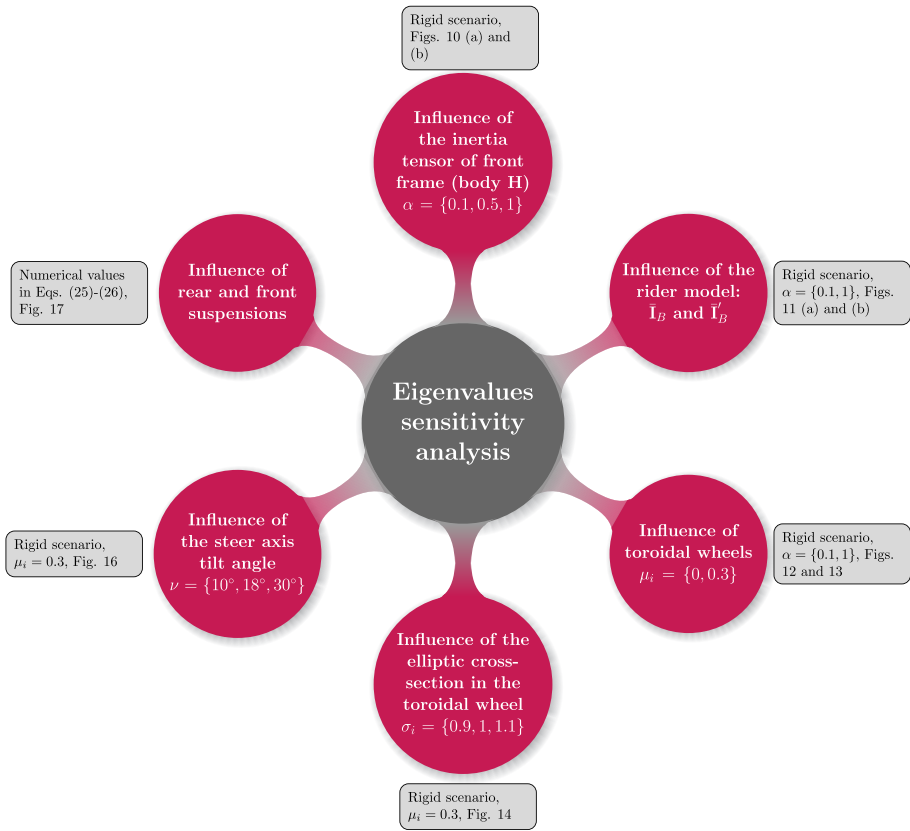 Rigid scenario,
Figs. 10 (a) and
(b)
Influence of
the inertia
tensor of front
frame (body H)
α = {0.1, 0.5, 1}
Numerical values
in Eqs. (25)-(26),
Fig. 17
Influence of
rear and front
suspensions
Influence of the
rider model:
Ī_B and Ī′_B
Rigid scenario,
α = {0.1, 1}, Figs.
11 (a) and (b)
Eigenvalues
sensitivity
analysis
Rigid scenario,
μ_i = 0.3, Fig. 16
Influence of
the steer axis
tilt angle
ν = {10°, 18°, 30°}
Influence of
toroidal wheels
μ_i = {0, 0.3}
Rigid scenario,
α = {0.1, 1}, Figs.
12 and 13
Influence of the
elliptic cross-
section in the
toroidal wheel
σ_i = {0.9, 1, 1.1}
Rigid scenario,
μ_i = 0.3, Fig. 14